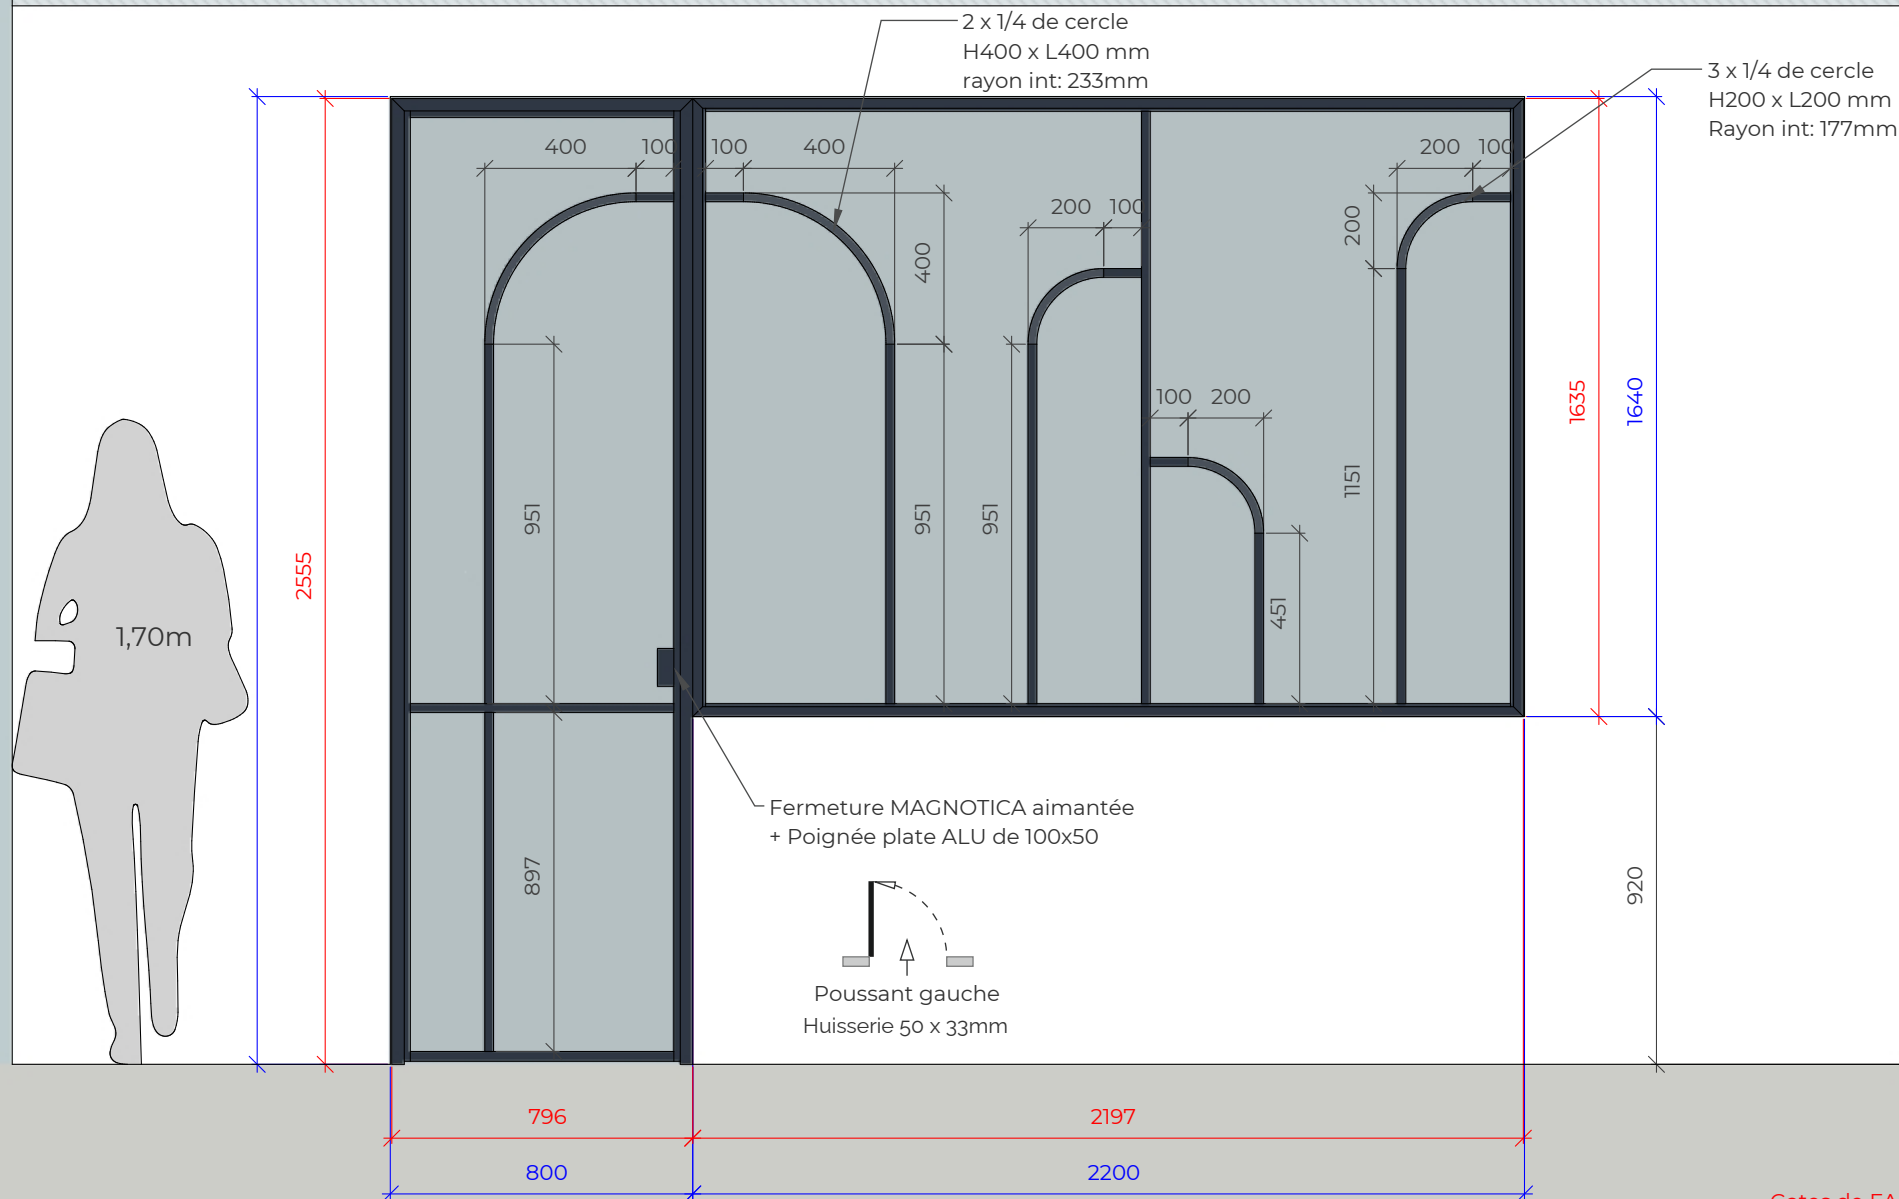 2 x 1/4 de cercle
H400 x L400 mm
rayon int: 233mm
3 x 1/4 de cercle
H200 x L200 mm
Rayon int: 177mm
400
100
100
400
200
100
200
100
200
400
1635
1640
100
200
951
951
951
1151
2555
451
1,70m
Fermeture MAGNOTICA aimantée
+ Poignée plate ALU de 100x50
897
920
Poussant gauche
Huisserie 50 x 33mm
796
2197
800
2200